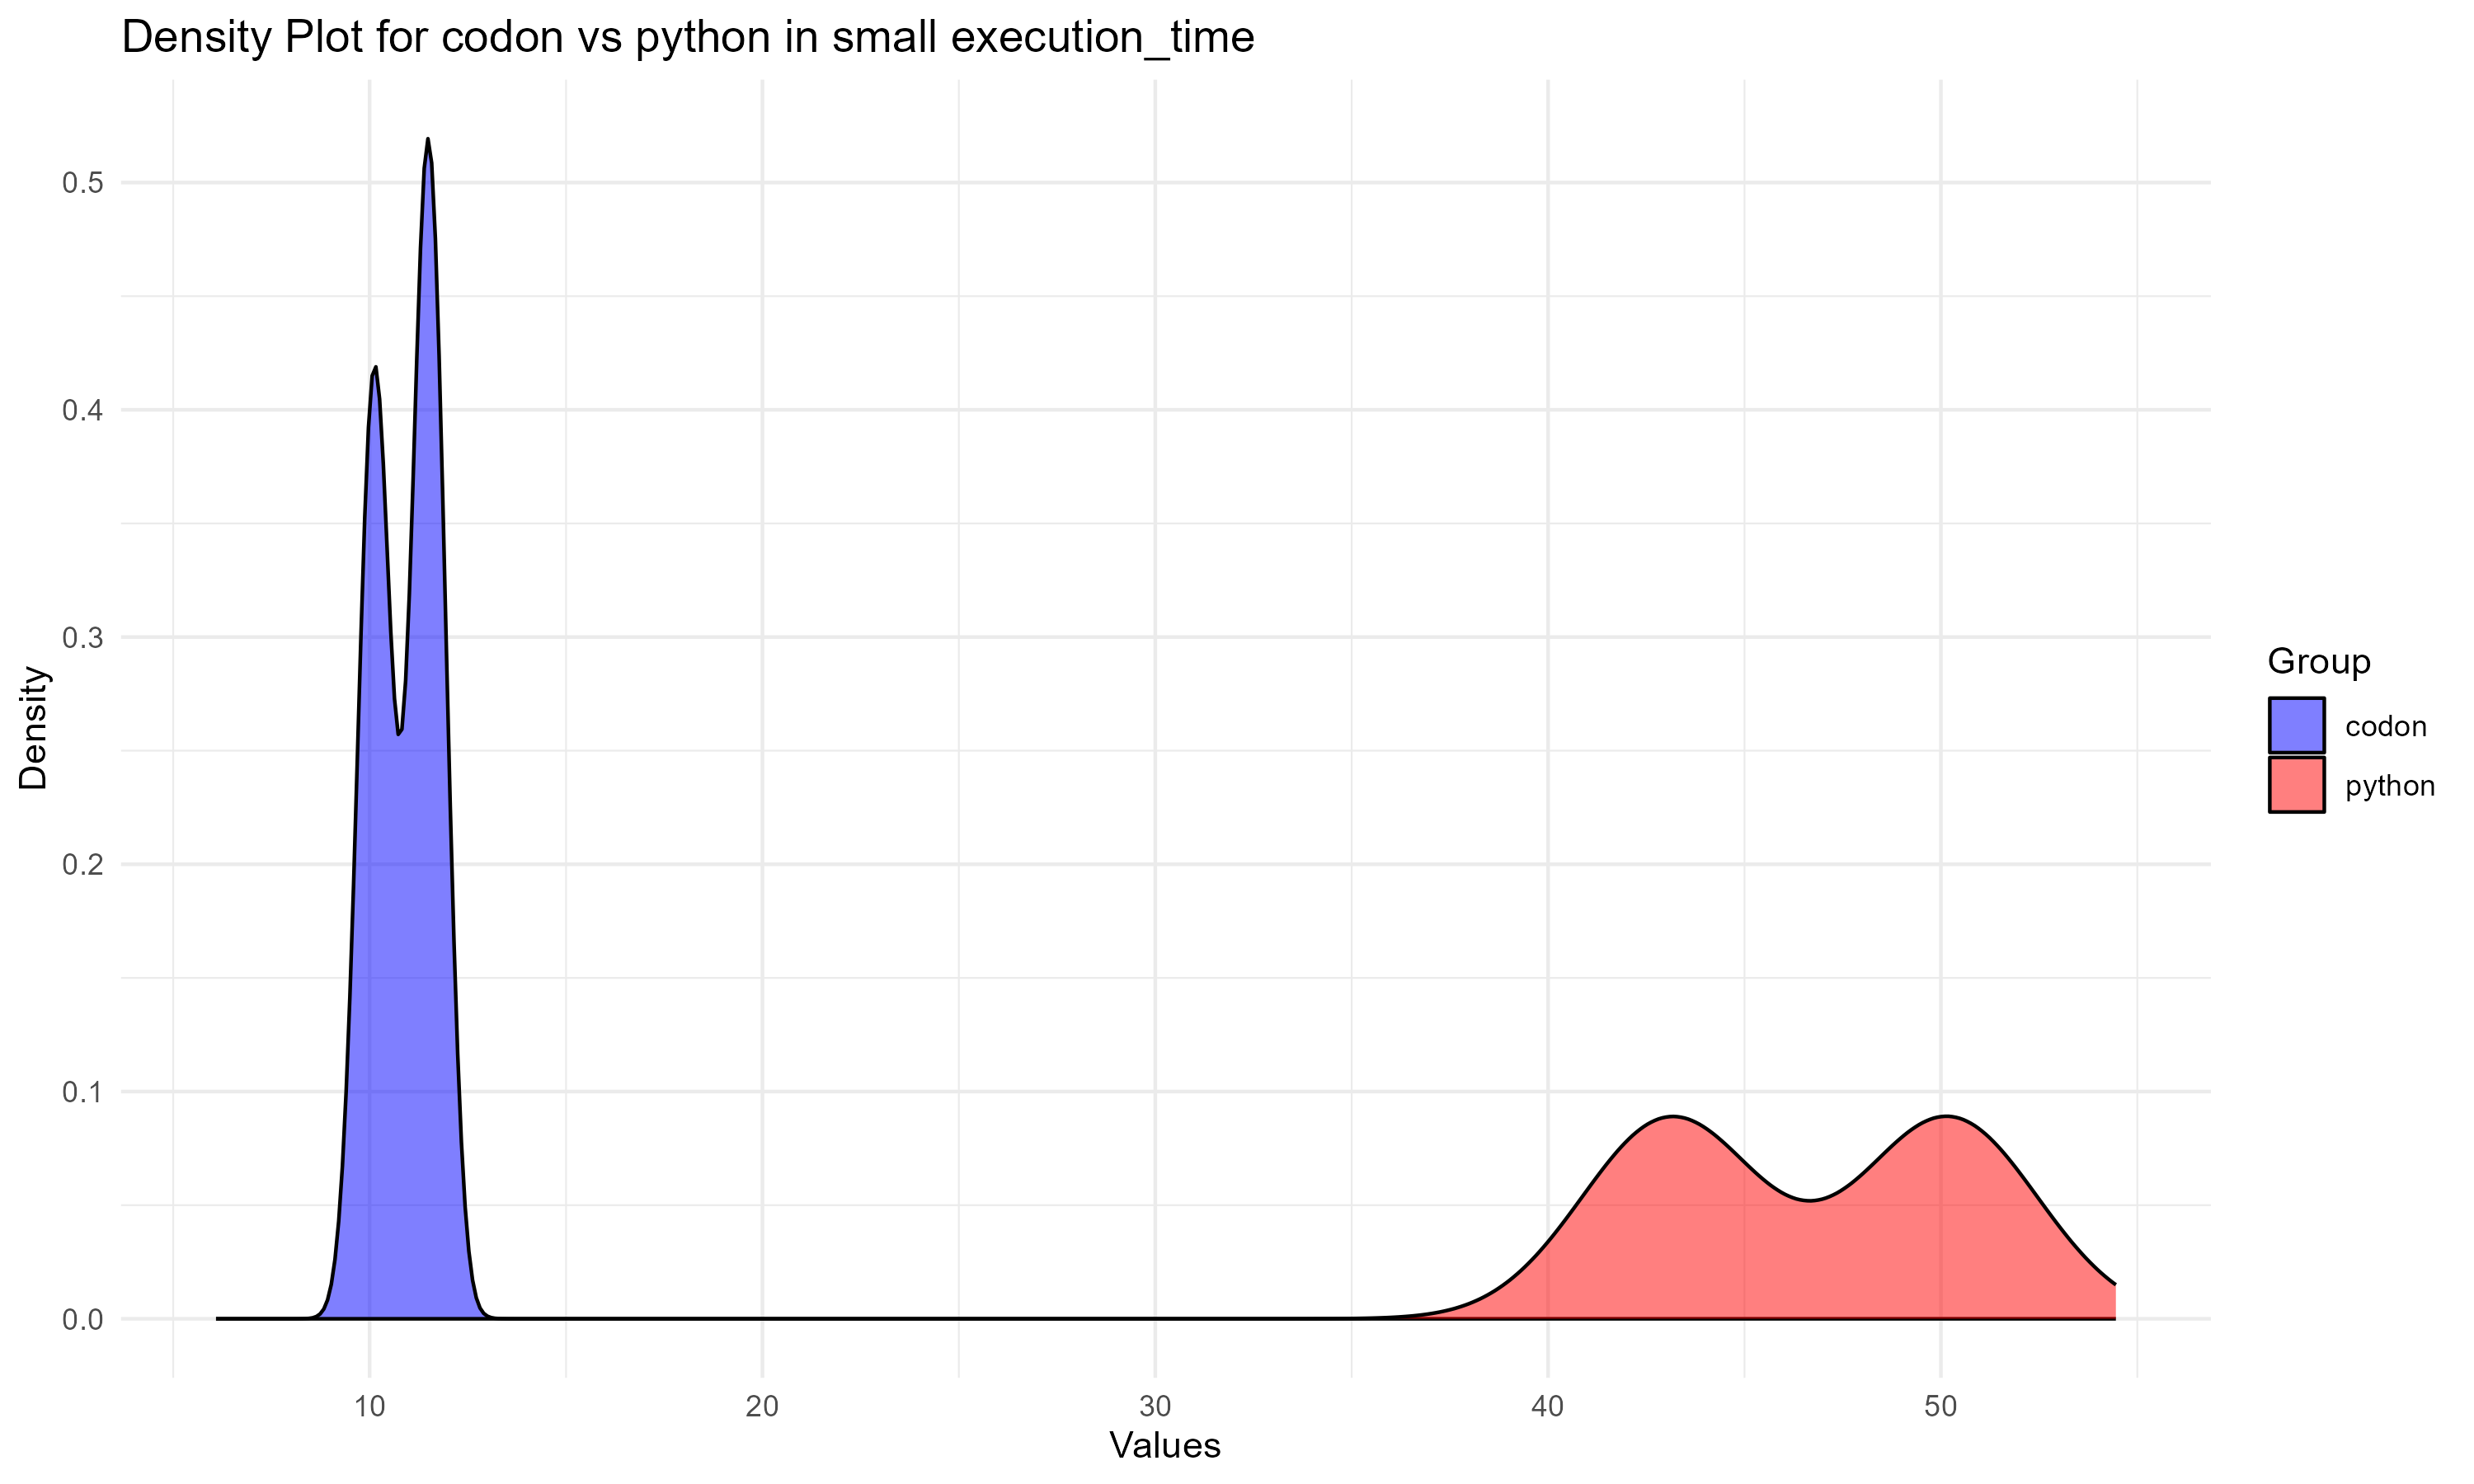 Density Plot for codon vs python in small execution_time
0.5
0.4
0.3
0.2
0.1
0.0
Density
10 20 30 40 50
Values
Group
codon
python